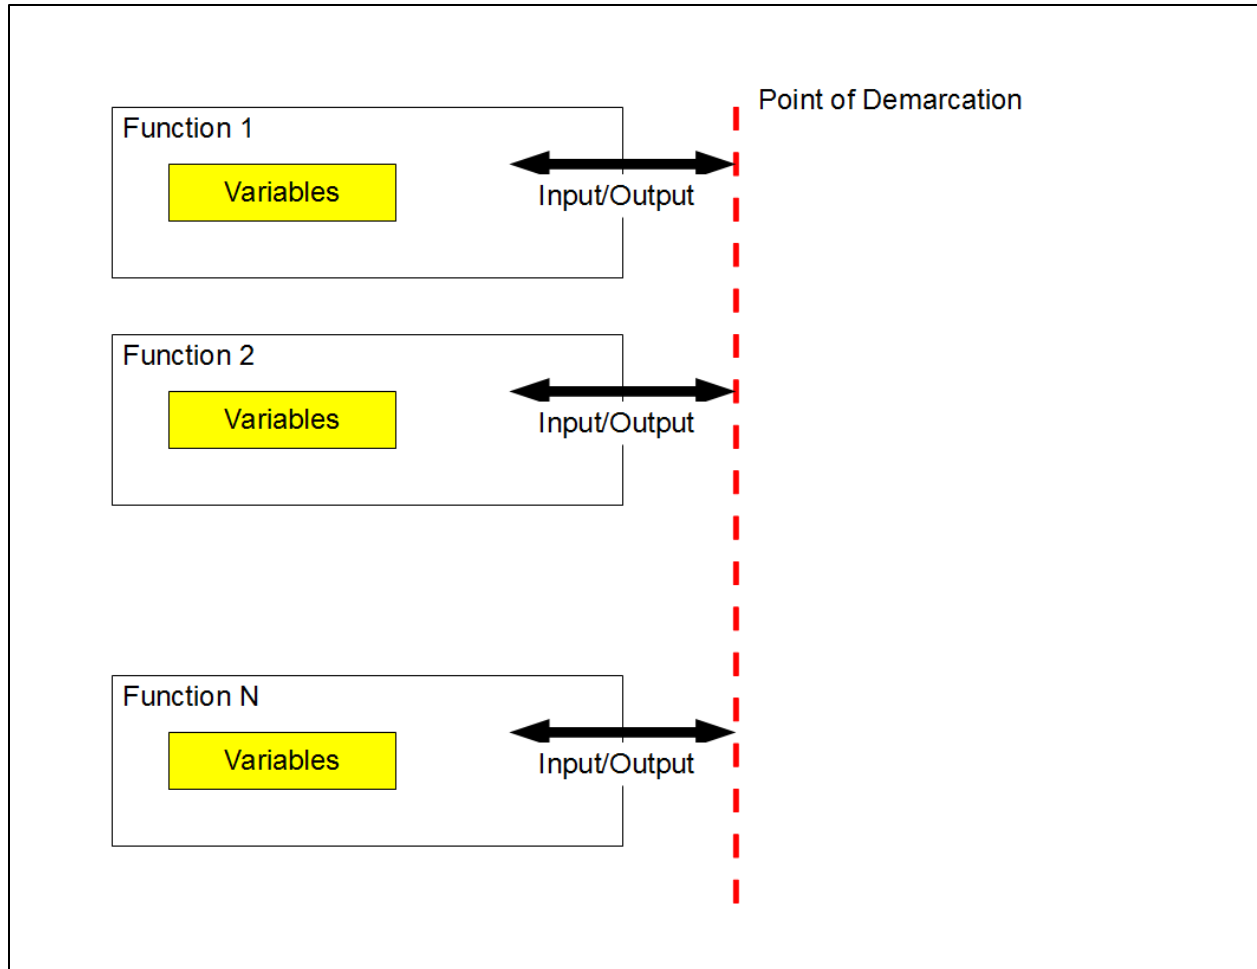 Point of Demarcation
Function 1
Variables
Input/Output
Function 2
Variables
Input/Output
Function N
Variables
Input/Output